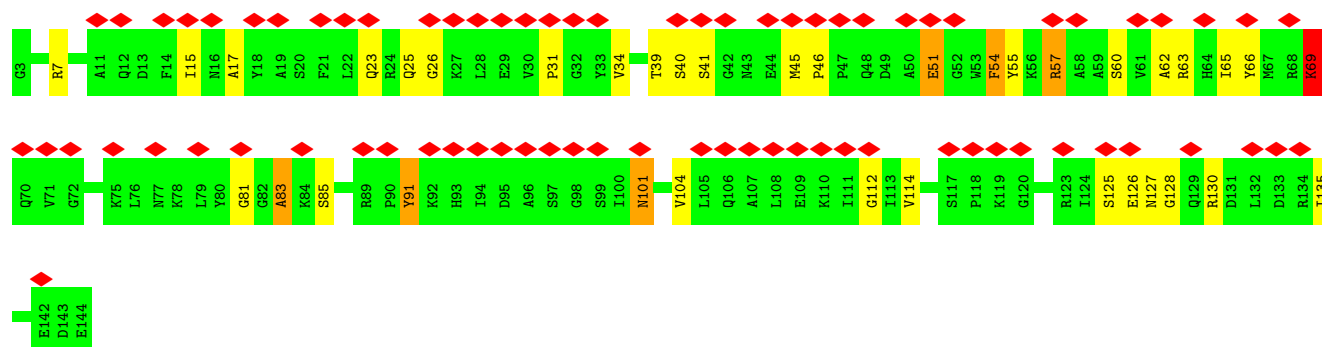 G3 R7 A11 Q12 D13 F14 I15 N16 A17 Y18 A19 S20 F21 L22 Q23 R24 Q25 G26 K27 L28 E29 V30 P31 G32 Y33 V34 T39 S40 S41 G42 N43 E44 M45 P46 P47 Q48 D49 A50 E51 G52 W53 F54 Y55 K56 R57 A58 A59 S60 V61 A62 R63 H64 I65 Y66 M67 R68 K69
Q70 V71 G72 K75 L76 N77 K78 L79 Y80 G81 G82 A83 K84 S85 R89 P90 Y91 K92 H93 I94 D95 A96 S97 G98 S99 I100 N101 V104 L105 Q106 A107 L108 E109 K110 I111 G112 I113 V114 S117 P118 K119 G120 R123 I124 S125 E126 N127 G128 Q129 R130 D131 L132 D133 R134 I135
E142 D143 E144